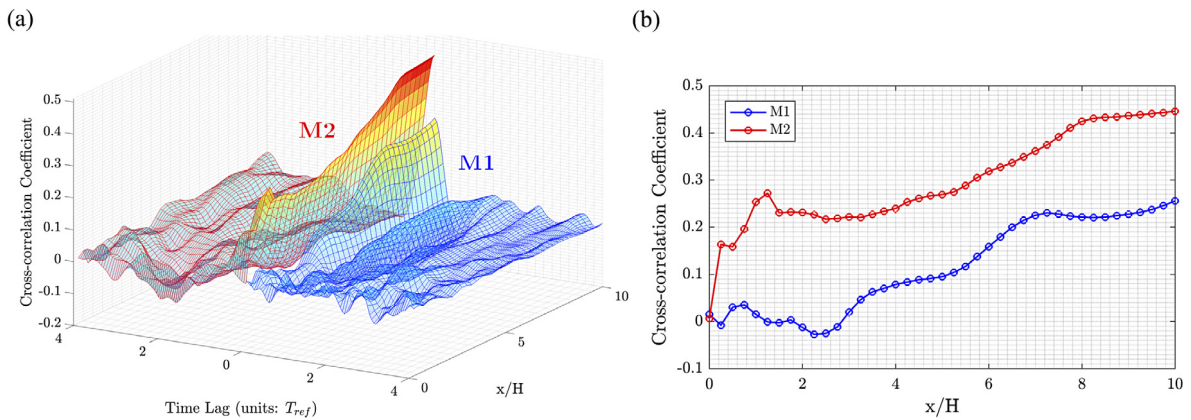 (a)
(b)
0.5
0.4
0.3
0.2
0.1
0
-0.1
-0.2
Cross-correlation Coefficient
M2
M1
4
2
0
2
4
Time Lag (units: T_ref)
0
5
10
x/H
0.5
0.4
0.3
0.2
0.1
0
-0.1
Cross-correlation Coefficient
M1
M2
0
2
4
6
8
10
x/H